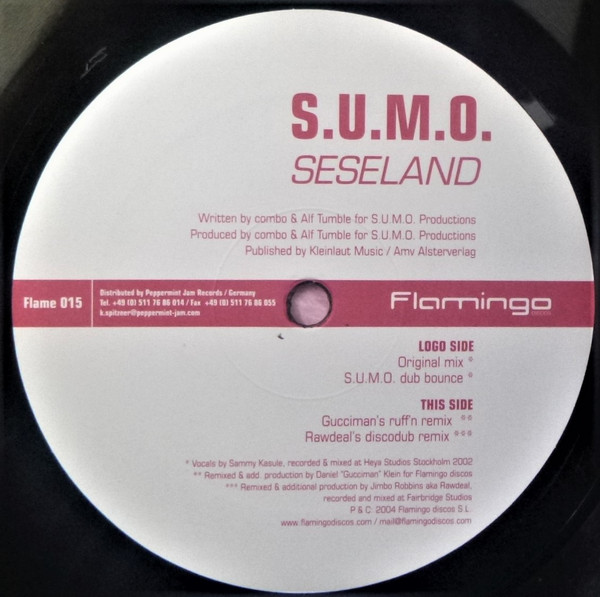 S.U.M.O.
SESELAND
Written by combo & Alf Tumble for S.U.M.O. Productions
Produced by combo & Alf Tumble for S.U.M.O. Productions
Published by Kleinlaut Music / Amv Alsterverlag
Flame 015
Distributed by Peppermint Jam Records / Germany
Tel. +49 (0) 511 76 86 014 / Fax +49 (0) 511 76 86 055
k.spitzner@peppermint-jam.com
Flamingo
discos
LOGO SIDE
Original mix *
S.U.M.O. dub bounce *
THIS SIDE
Gucciman's ruff'n remix **
Rawdeal's discodub remix ***
* Vocals by Sammy Kasule, recorded & mixed at Heya Studios Stockholm 2002
** Remixed & add. production by Daniel "Gucciman" Klein for Flamingo discos
*** Remixed & additional production by Jimbo Robbins aka Rawdeal,
recorded and mixed at Fairbridge Studios
P & C 2004 Flamingo discos S.L.
www.flamingodiscos.com / mail@flamingodiscos.com